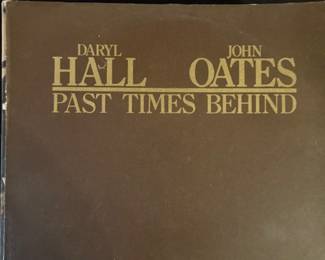 DARYL JOHN
HALL OATES
PAST TIMES BEHIND